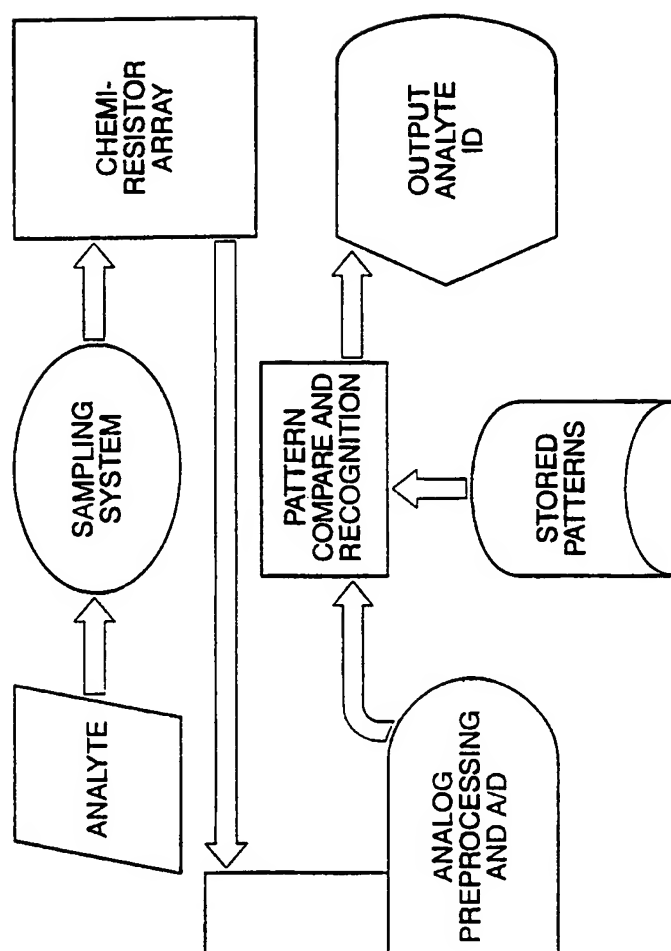 ANALYTE
SAMPLING
SYSTEM
CHEMI-
RESISTOR
ARRAY
ANALOG
PREPROCESSING
AND A/D
PATTERN
COMPARE AND
RECOGNITION
STORED
PATTERNS
OUTPUT
ANALYTE
ID